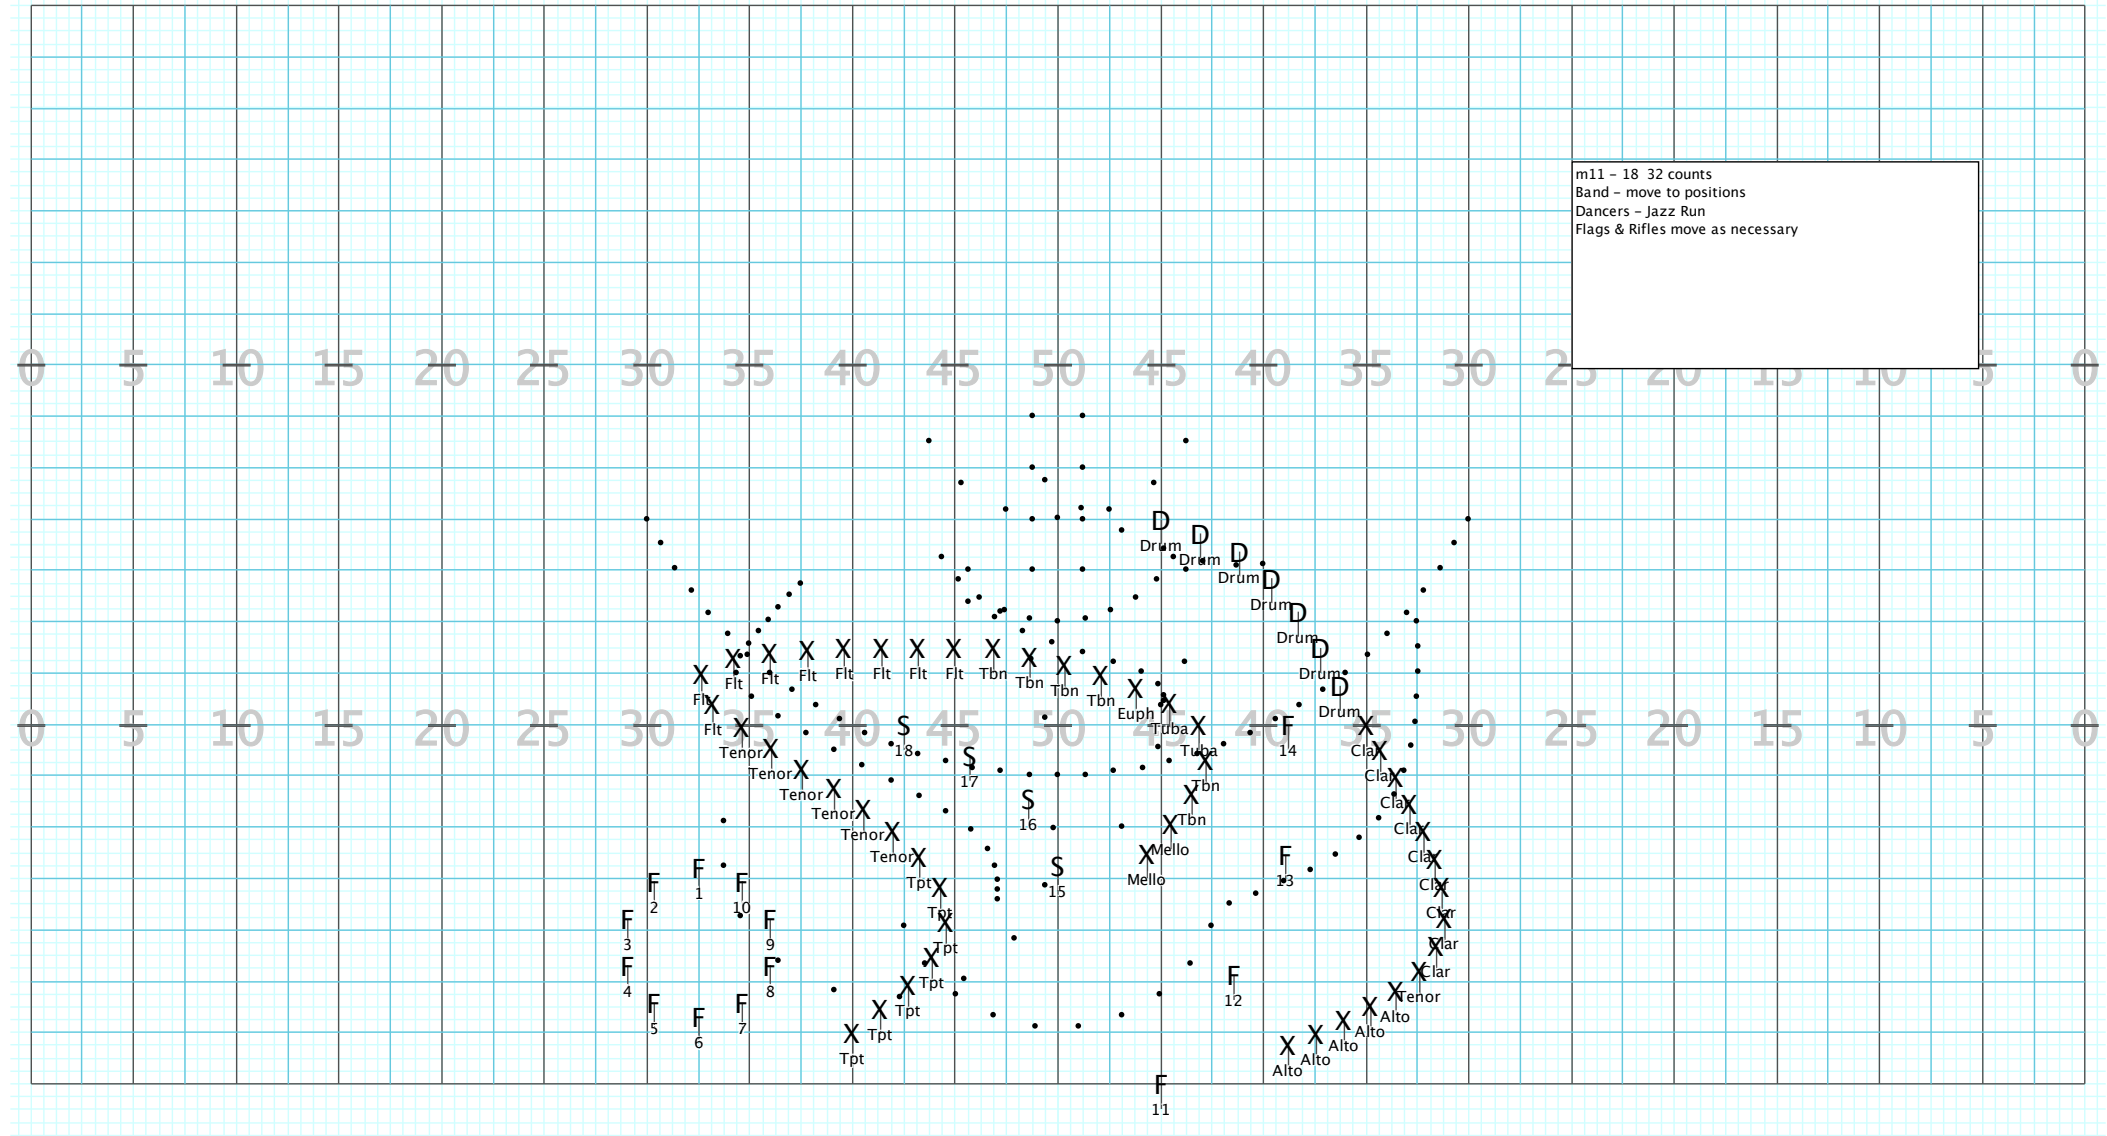 m11 - 18 32 counts
Band - move to positions
Dancers - Jazz Run
Flags & Rifles move as necessary
0 5 10 15 20 25 30 35 40 45 50 45 40 35 30 25 20 15 10 5 0
D
D
Drum
D
Drum
D
Drum
Drum
D
Drum
X X X X X X X X X X D
Flt Flt Flt Flt Flt Flt Flt Flt Tbn Tbn Tbn Drum
X X X X X D
Flt Tbn Euph Drum
X X
Flt Tuba
0 5 10 15 20 25 30 35 40 45 50 45 40 35 30 25 20 15 10 5 0
X S X F X
Tenor 18 Tuba 14 Clar
X X S X X
Tenor Tenor 17 Tbn Clar
X X S X X
Tenor Tenor 16 Tbn Clar
X X X X
Tenor Mello Clar
X X F X
Tenor Tpt Mello 13 Clar
F F F S X X
1 2 10 15 Tpt Clar
F F X X
3 9 Tpt Clar
F F X X
4 8 Tpt Clar
F F X F X
5 7 Tpt 12 Clar
F X X X
6 Tpt Tenor Alto
X X X
Tpt Alto Alto
X X
Alto Alto
F
11